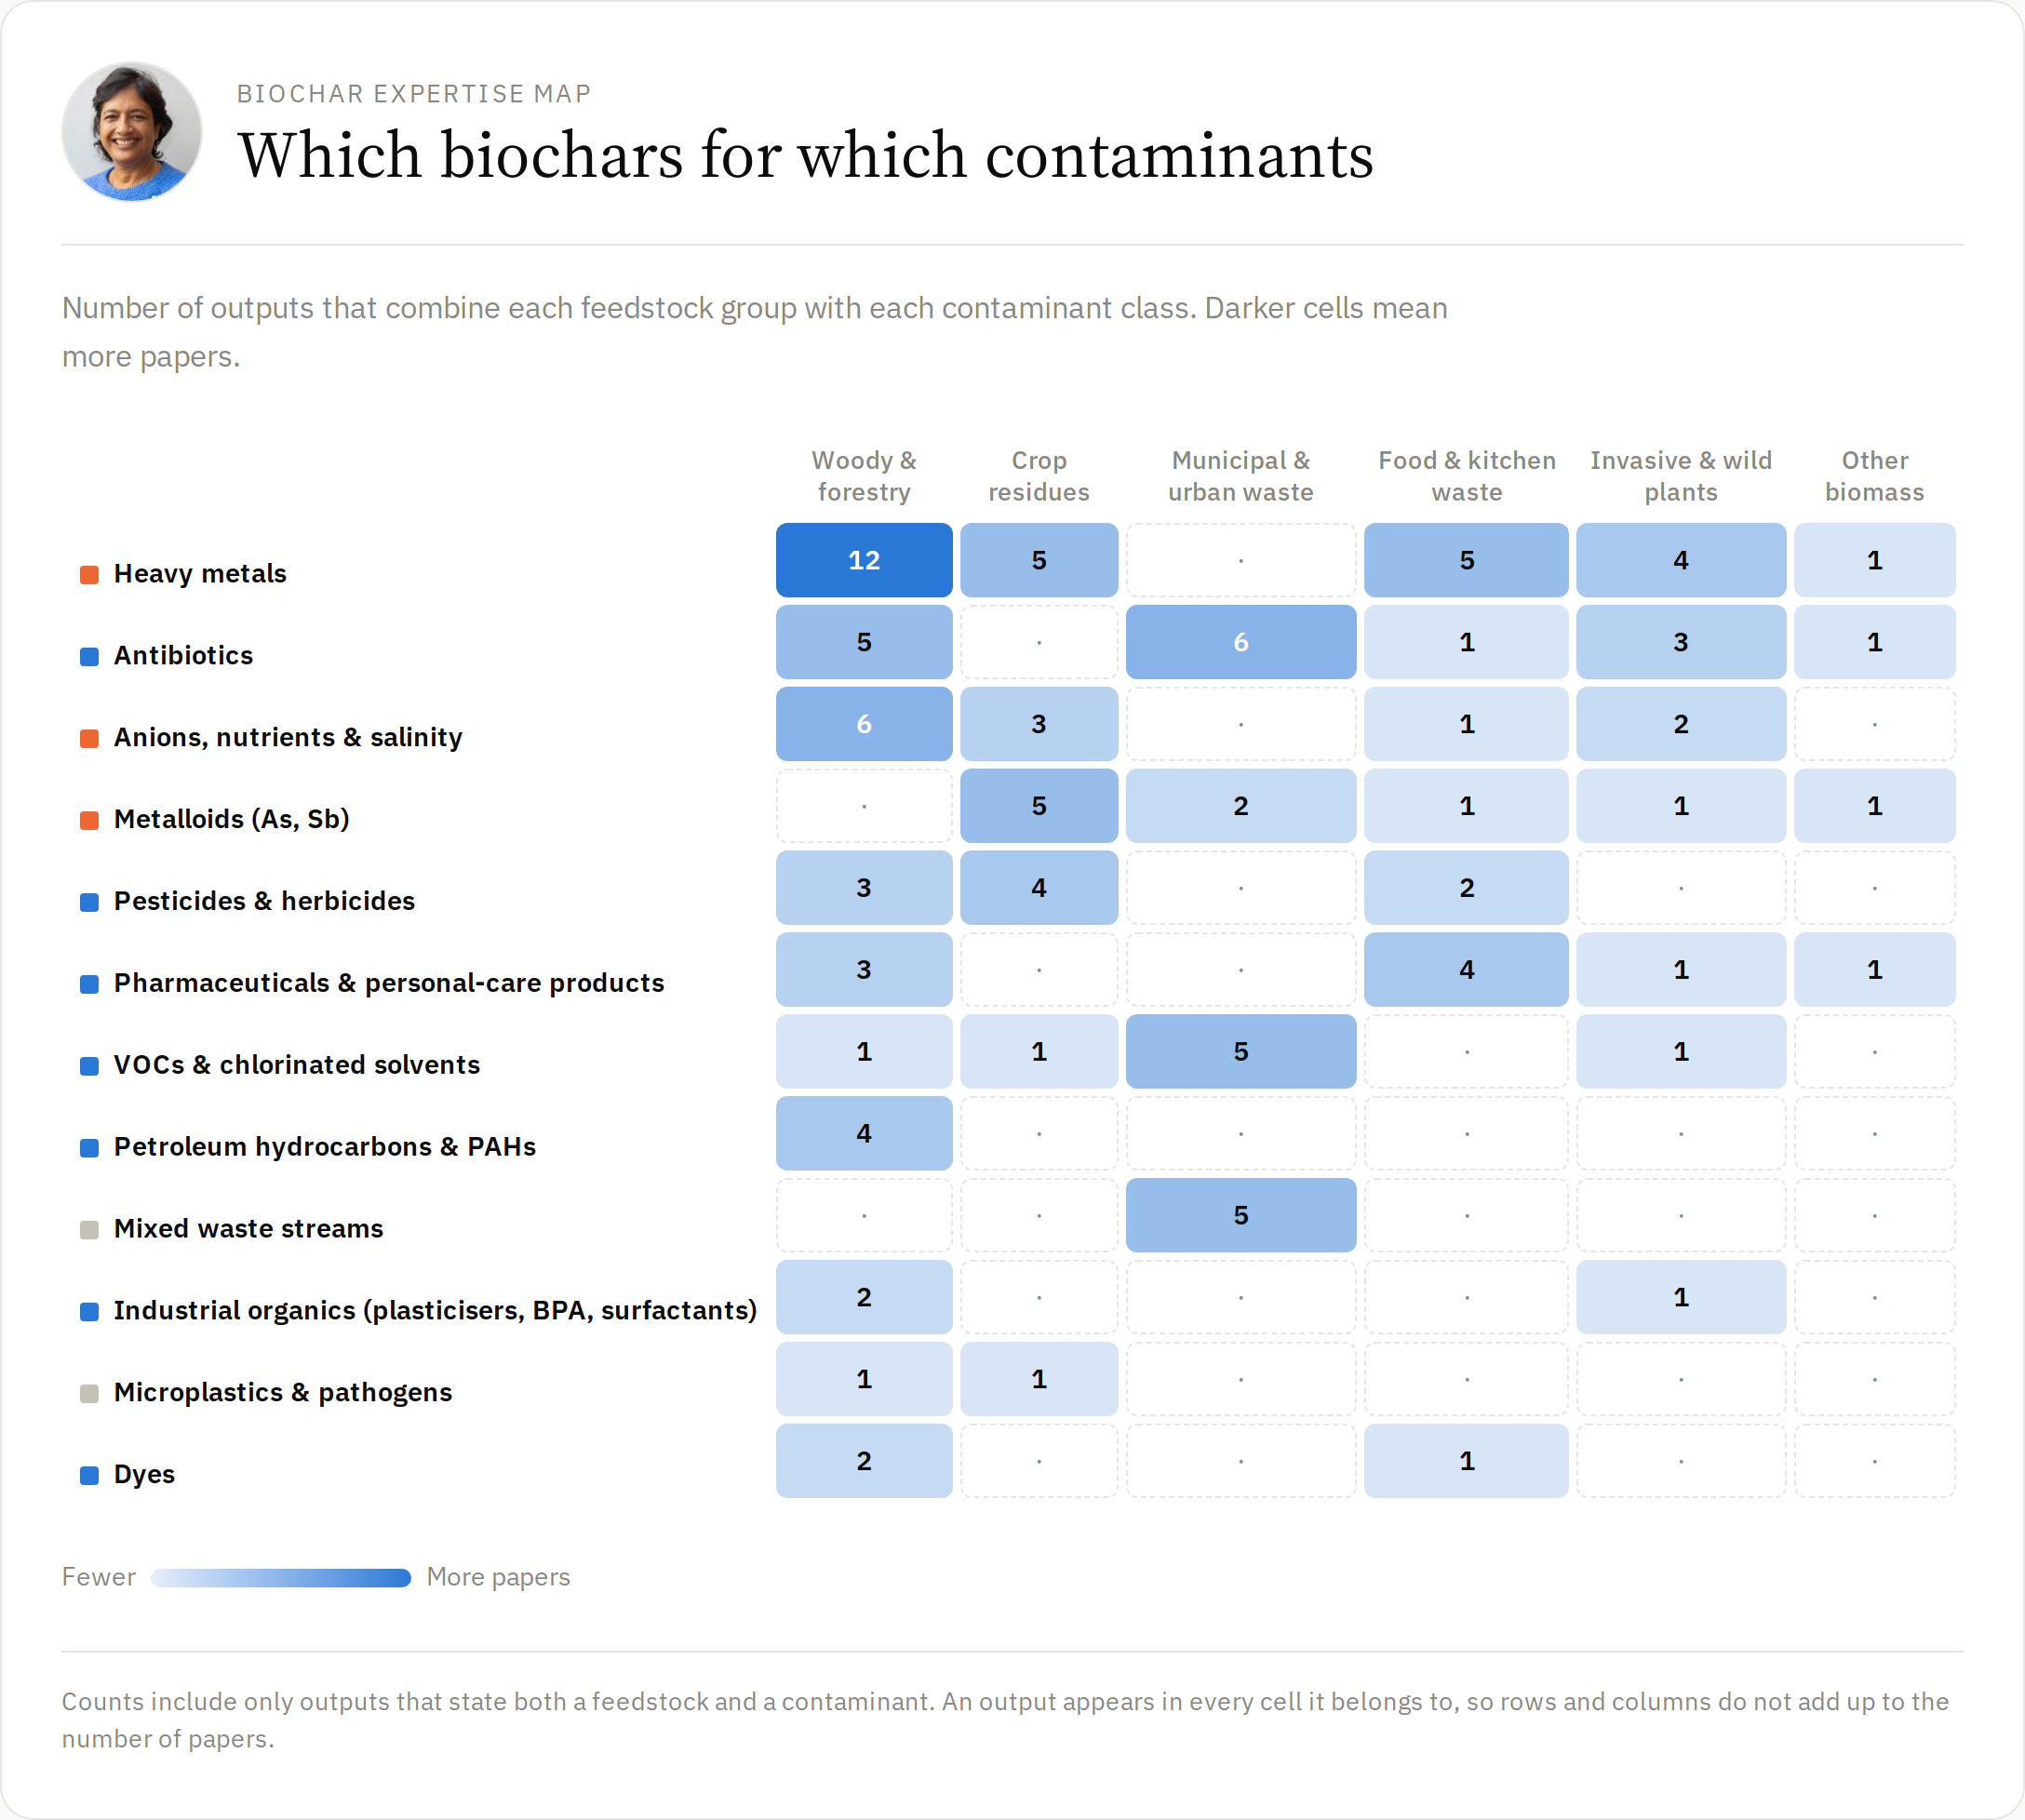 BIOCHAR EXPERTISE MAP
Which biochars for which contaminants
Number of outputs that combine each feedstock group with each contaminant class. Darker cells mean
more papers.
Woody & forestry
Crop residues
Municipal & urban waste
Food & kitchen waste
Invasive & wild plants
Other biomass
Heavy metals 12 5 · 5 4 1
Antibiotics 5 · 6 1 3 1
Anions, nutrients & salinity 6 3 · 1 2 ·
Metalloids (As, Sb) · 5 2 1 1 1
Pesticides & herbicides 3 4 · 2 · ·
Pharmaceuticals & personal-care products 3 · · 4 1 1
VOCs & chlorinated solvents 1 1 5 · 1 ·
Petroleum hydrocarbons & PAHs 4 · · · · ·
Mixed waste streams · · 5 · · ·
Industrial organics (plasticisers, BPA, surfactants) 2 · · · 1 ·
Microplastics & pathogens 1 1 · · · ·
Dyes 2 · · 1 · ·
Fewer More papers
Counts include only outputs that state both a feedstock and a contaminant. An output appears in every cell it belongs to, so rows and columns do not add up to the
number of papers.